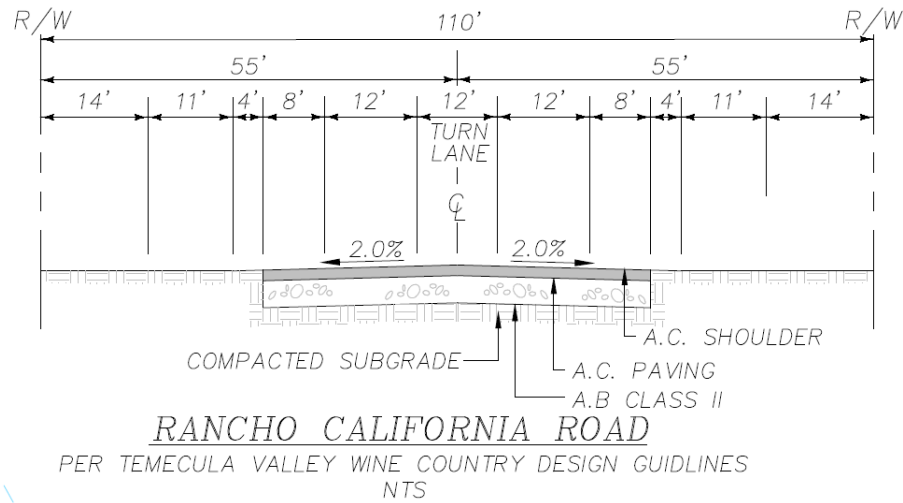 R/W 110' R/W
55' 55'
14' 11' 4' 8' 12' 12' 12' 8' 4' 11' 14'
TURN
LANE
℄
2.0% 2.0%
A.C. SHOULDER
COMPACTED SUBGRADE
A.C. PAVING
A.B CLASS II
RANCHO CALIFORNIA ROAD
PER TEMECULA VALLEY WINE COUNTRY DESIGN GUIDLINES
NTS